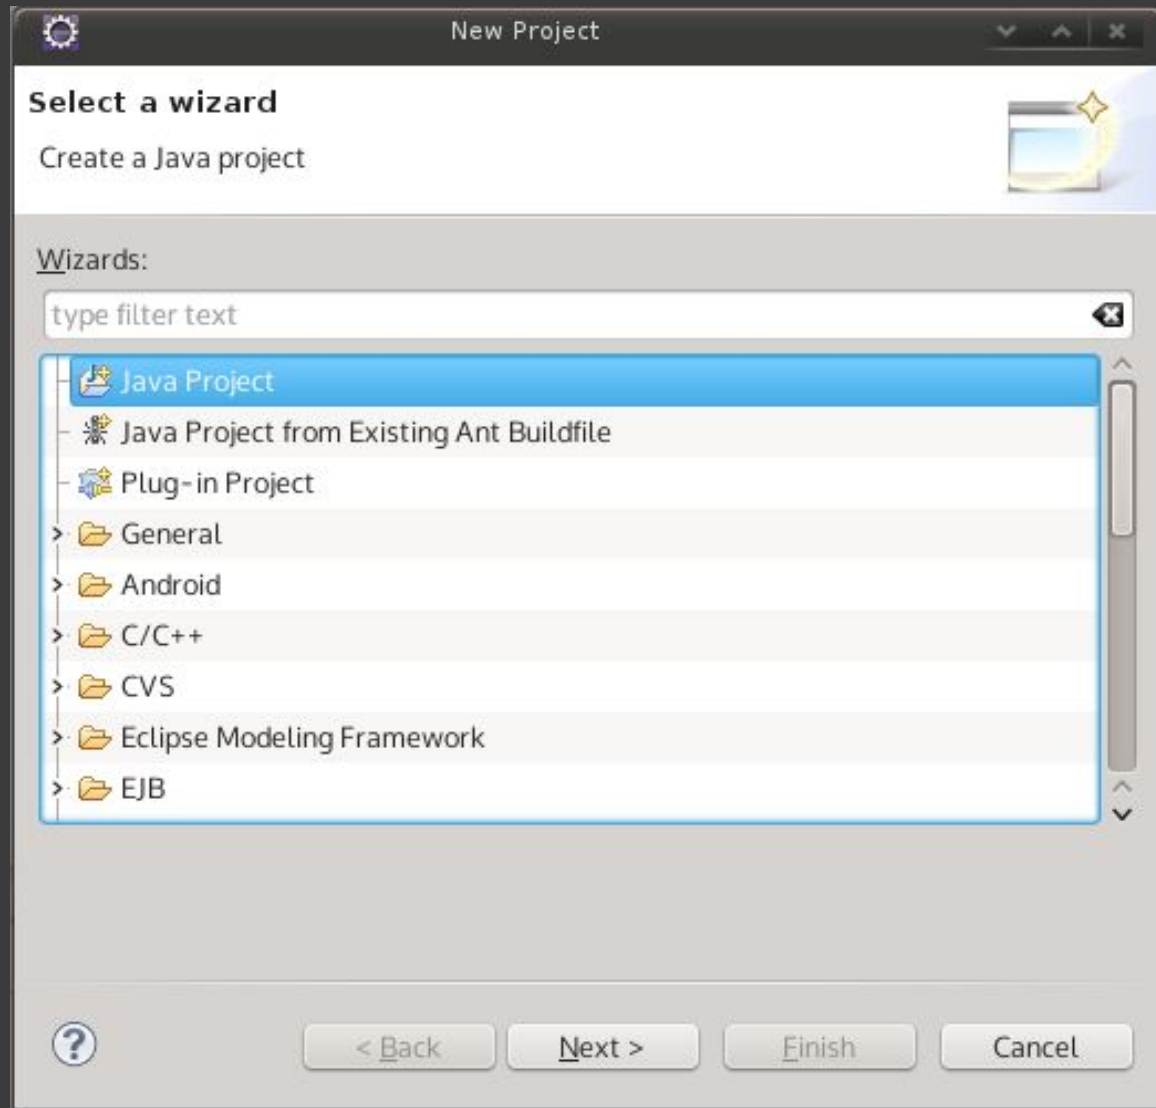 New Project
Select a wizard
Create a Java project
Wizards:
type filter text
Java Project
Java Project from Existing Ant Buildfile
Plug-in Project
General
Android
C/C++
CVS
Eclipse Modeling Framework
EJB
?
< Back Next > Finish Cancel